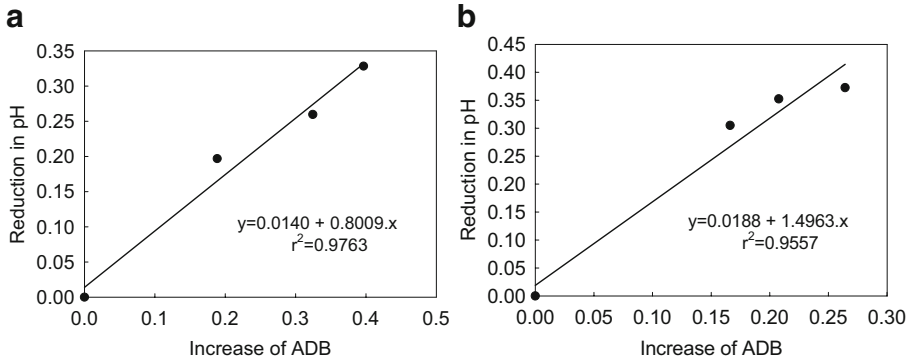 a
0.35
0.30
0.25
0.20
0.15
0.10
0.05
0.00
Reduction in pH
y=0.0140 + 0.8009.x
r²=0.9763
0.0 0.1 0.2 0.3 0.4 0.5
Increase of ADB
b
0.45
0.40
0.35
0.30
0.25
0.20
0.15
0.10
0.05
0.00
Reduction in pH
y=0.0188 + 1.4963.x
r²=0.9557
0.00 0.05 0.10 0.15 0.20 0.25 0.30
Increase of ADB